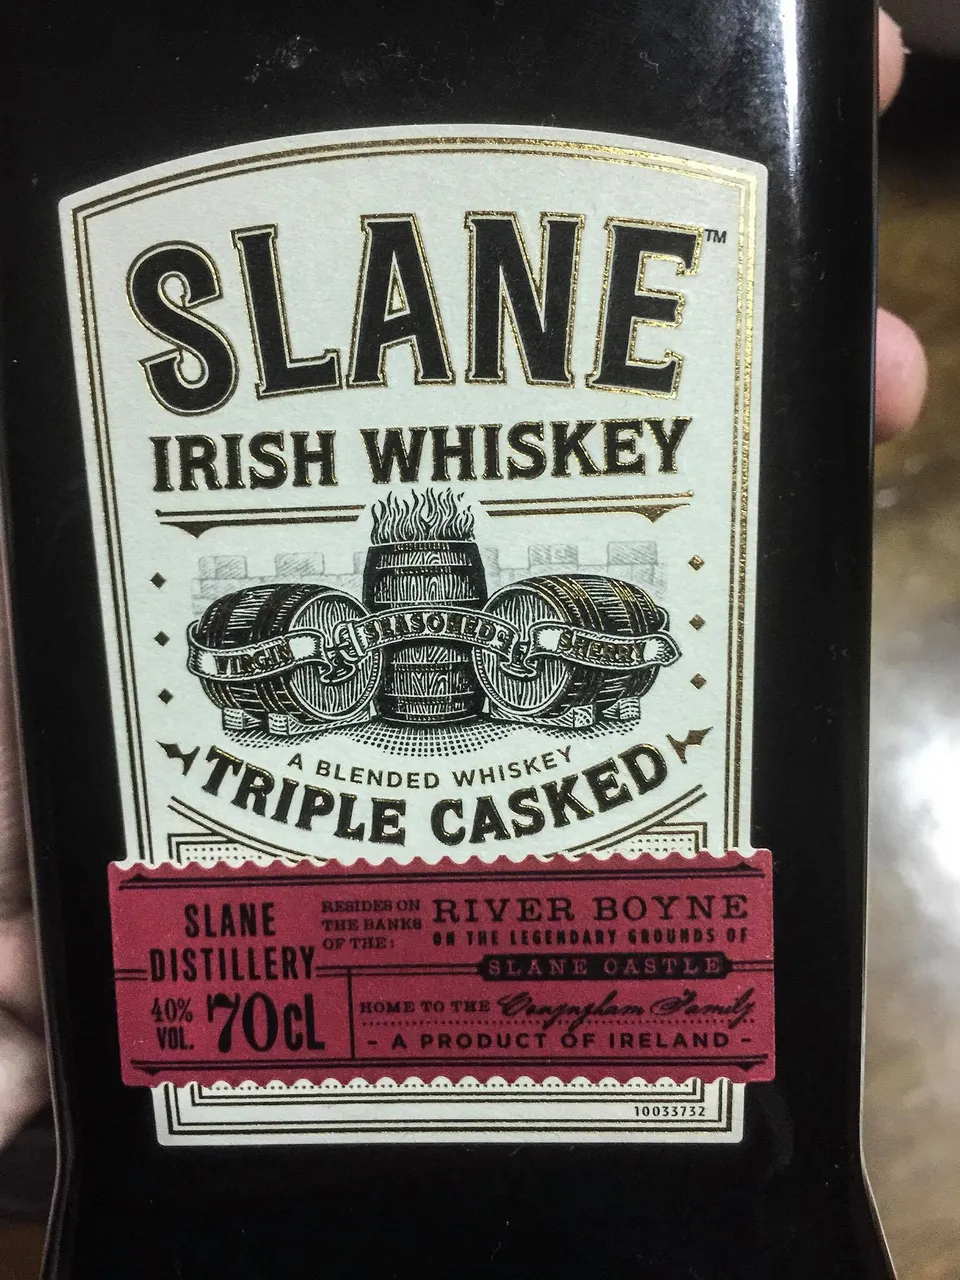 SLANE™
IRISH WHISKEY
VIRGIN SEASONED SHERRY
A BLENDED WHISKEY
TRIPLE CASKED
SLANE
DISTILLERY
40%
VOL. 70CL
RESIDES ON
THE BANKS
OF THE:
RIVER BOYNE
ON THE LEGENDARY GROUNDS OF
SLANE CASTLE
HOME TO THE Conyngham Family
- A PRODUCT OF IRELAND -
10033732